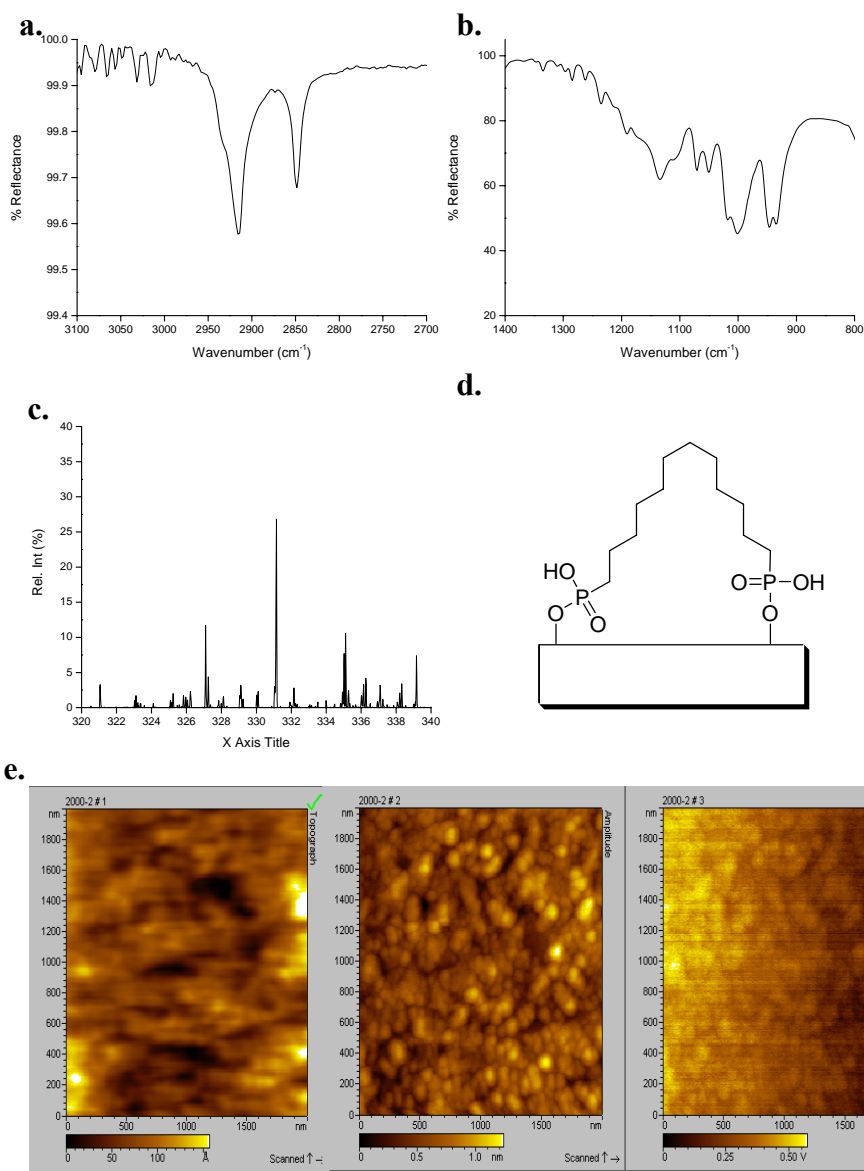 a.
100.0
99.9
99.8
99.7
99.6
99.5
99.4
% Reflectance
3100 3050 3000 2950 2900 2850 2800 2750 2700
Wavenumber (cm⁻¹)
b.
100
80
60
40
20
% Reflectance
1400 1300 1200 1100 1000 900 800
Wavenumber (cm⁻¹)
c.
40
35
30
25
20
15
10
5
0
Rel. Int (%)
320 322 324 326 328 330 332 334 336 338 340
X Axis Title
d.
HO
P
O
O
O=P
OH
O
e.
2000-2 # 1
nm
1800
1600
1400
1200
1000
800
600
400
200
0
0 500 1000 1500 nm
Topograph
0 50 100 Å
Scanned ↑→
2000-2 # 2
nm
1800
1600
1400
1200
1000
800
600
400
200
0
0 500 1000 1500 nm
Amplitude
0 0.5 1.0 nm
Scanned ↑→
2000-2 # 3
nm
1800
1600
1400
1200
1000
800
600
400
200
0
0 500 1000 1500
0 0.25 0.50 V